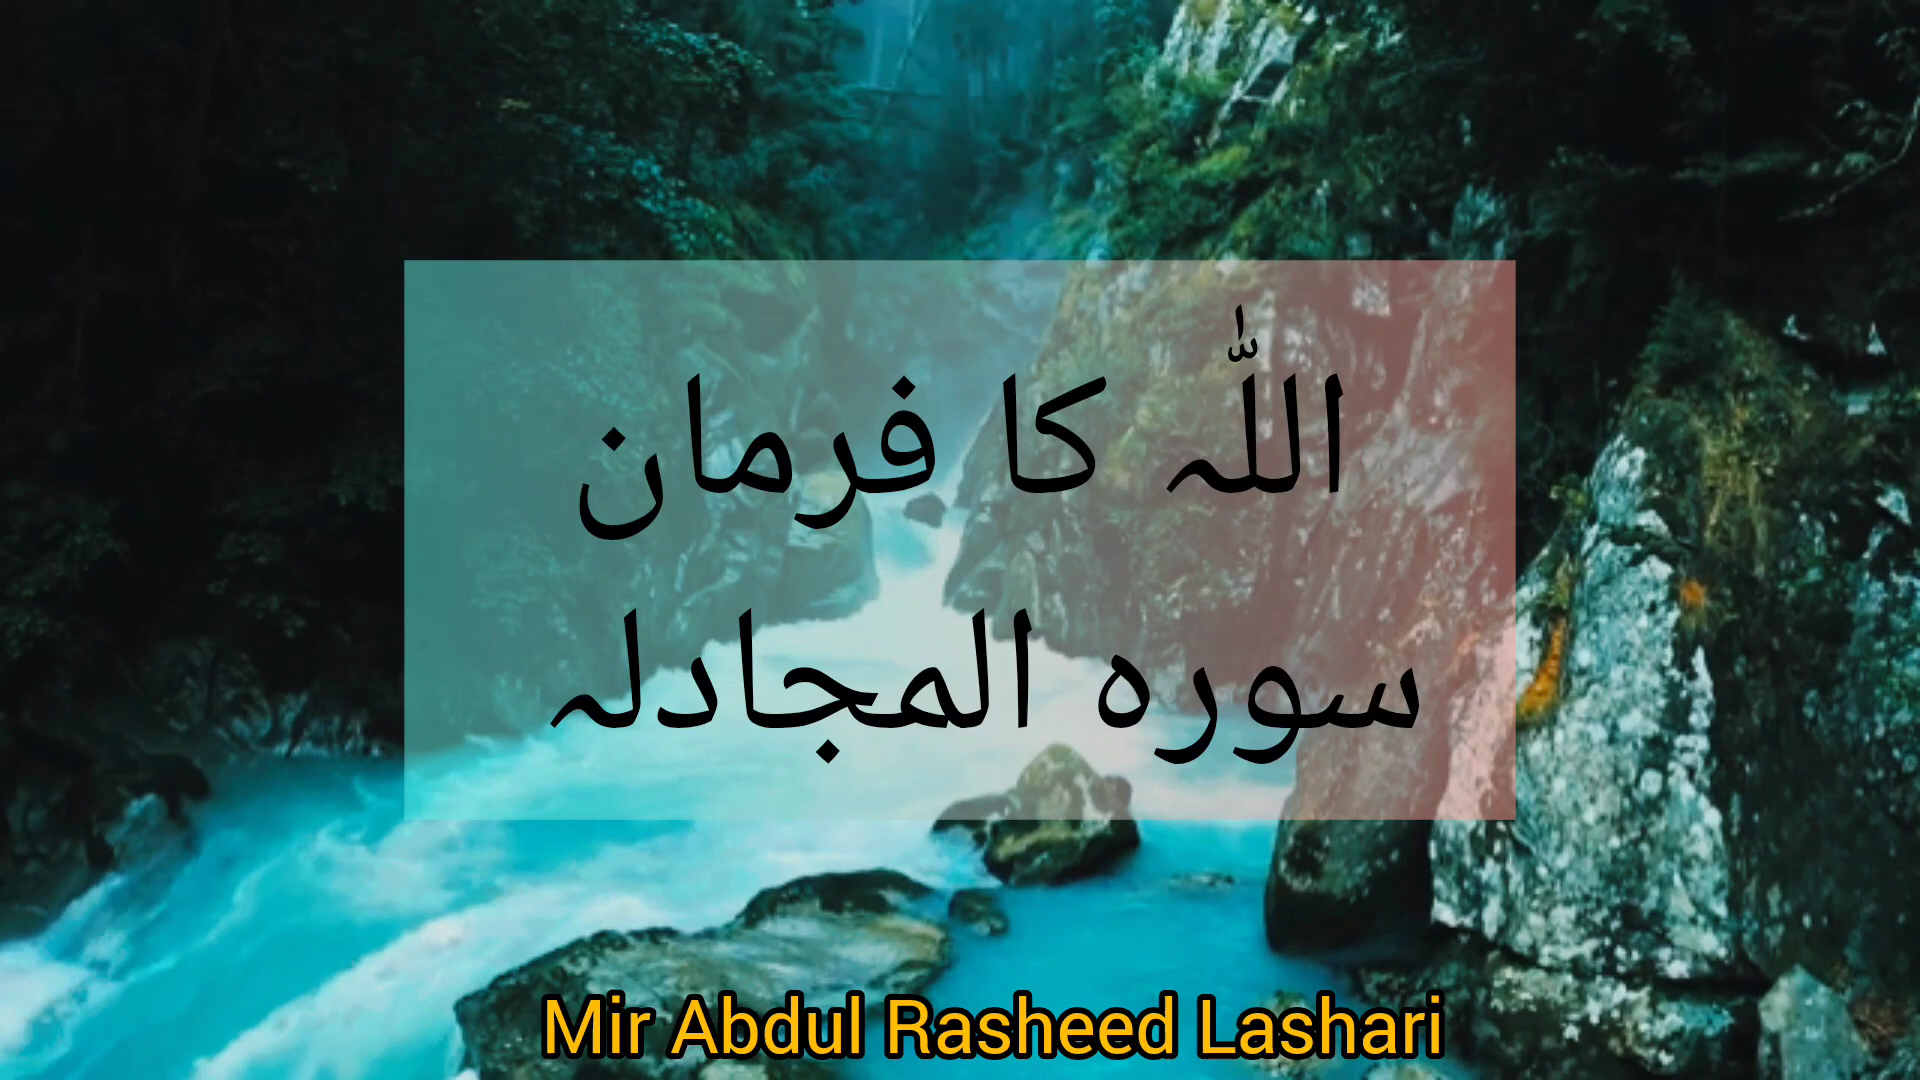 اللّٰہ کا فرمان
سورہ المجادلہ
Mir Abdul Rasheed Lashari